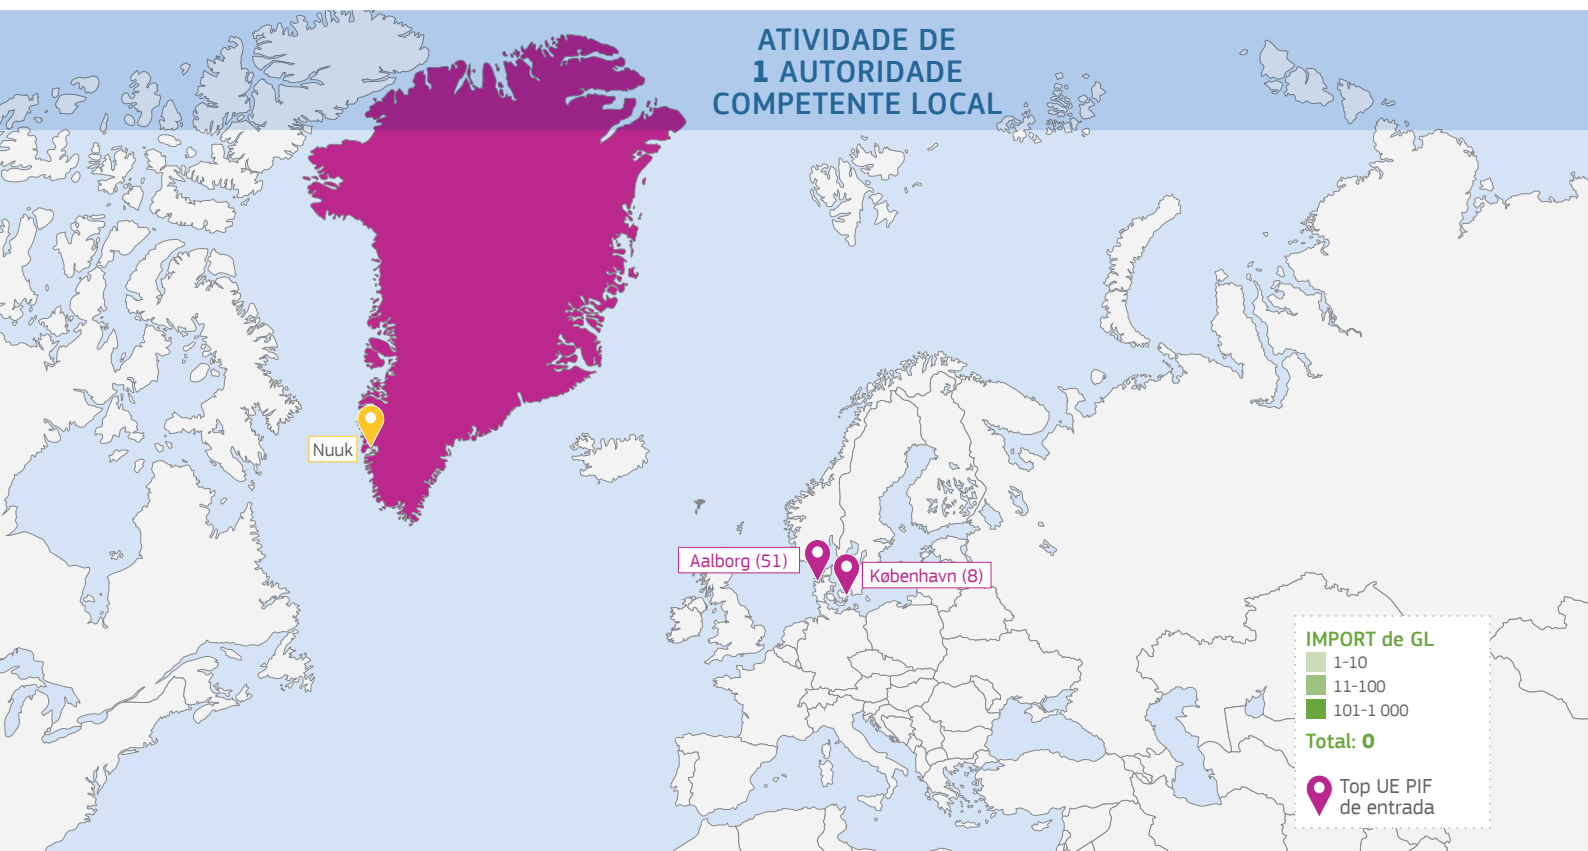 ATIVIDADE DE
1 AUTORIDADE
COMPETENTE LOCAL
Nuuk
Aalborg (51)
København (8)
IMPORT de GL
1-10
11-100
101-1 000
Total: 0
Top UE PIF
de entrada